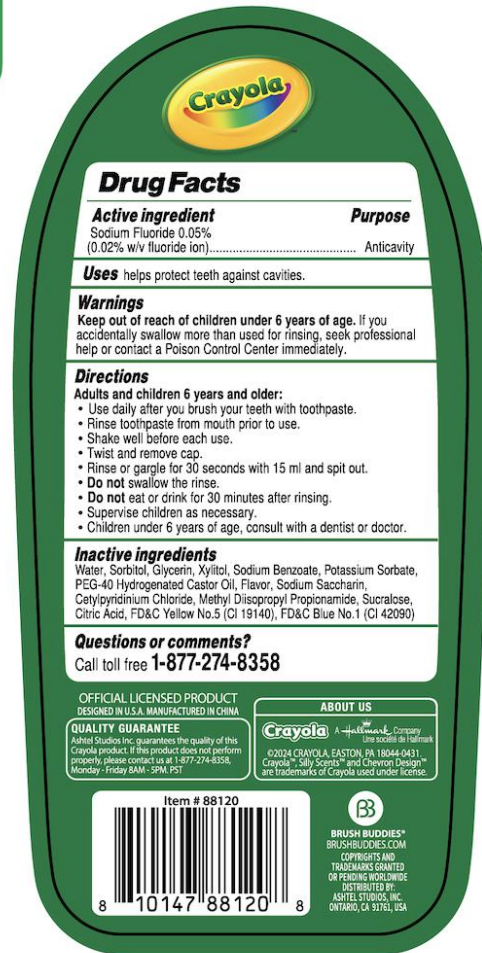 Crayola
Drug Facts
Active ingredient Purpose
Sodium Fluoride 0.05%
(0.02% w/v fluoride ion)............................................. Anticavity
Uses helps protect teeth against cavities.
Warnings
Keep out of reach of children under 6 years of age. If you
accidentally swallow more than used for rinsing, seek professional
help or contact a Poison Control Center immediately.
Directions
Adults and children 6 years and older:
• Use daily after you brush your teeth with toothpaste.
• Rinse toothpaste from mouth prior to use.
• Shake well before each use.
• Twist and remove cap.
• Rinse or gargle for 30 seconds with 15 ml and spit out.
• Do not swallow the rinse.
• Do not eat or drink for 30 minutes after rinsing.
• Supervise children as necessary.
• Children under 6 years of age, consult with a dentist or doctor.
Inactive ingredients
Water, Sorbitol, Glycerin, Xylitol, Sodium Benzoate, Potassium Sorbate,
PEG-40 Hydrogenated Castor Oil, Flavor, Sodium Saccharin,
Cetylpyridinium Chloride, Methyl Diisopropyl Propionamide, Sucralose,
Citric Acid, FD&C Yellow No.5 (CI 19140), FD&C Blue No.1 (CI 42090)
Questions or comments?
Call toll free 1-877-274-8358
OFFICIAL LICENSED PRODUCT
DESIGNED IN U.S.A. MANUFACTURED IN CHINA
QUALITY GUARANTEE
Ashtel Studios Inc. guarantees the quality of this
Crayola product. If this product does not perform
properly, please contact us at 1-877-274-8358,
Monday - Friday 8AM - 5PM. PST
ABOUT US
Crayola A Hallmark Company
Une société de Hallmark
©2024 CRAYOLA, EASTON, PA 18044-0431.
Crayola™, Silly Scents™ and Chevron Design™
are trademarks of Crayola used under license.
Item # 88120
8 10147 88120 8
BB
BRUSH BUDDIES®
BRUSHBUDDIES.COM
COPYRIGHTS AND
TRADEMARKS GRANTED
OR PENDING WORLDWIDE
DISTRIBUTED BY:
ASHTEL STUDIOS, INC.
ONTARIO, CA 91761, USA